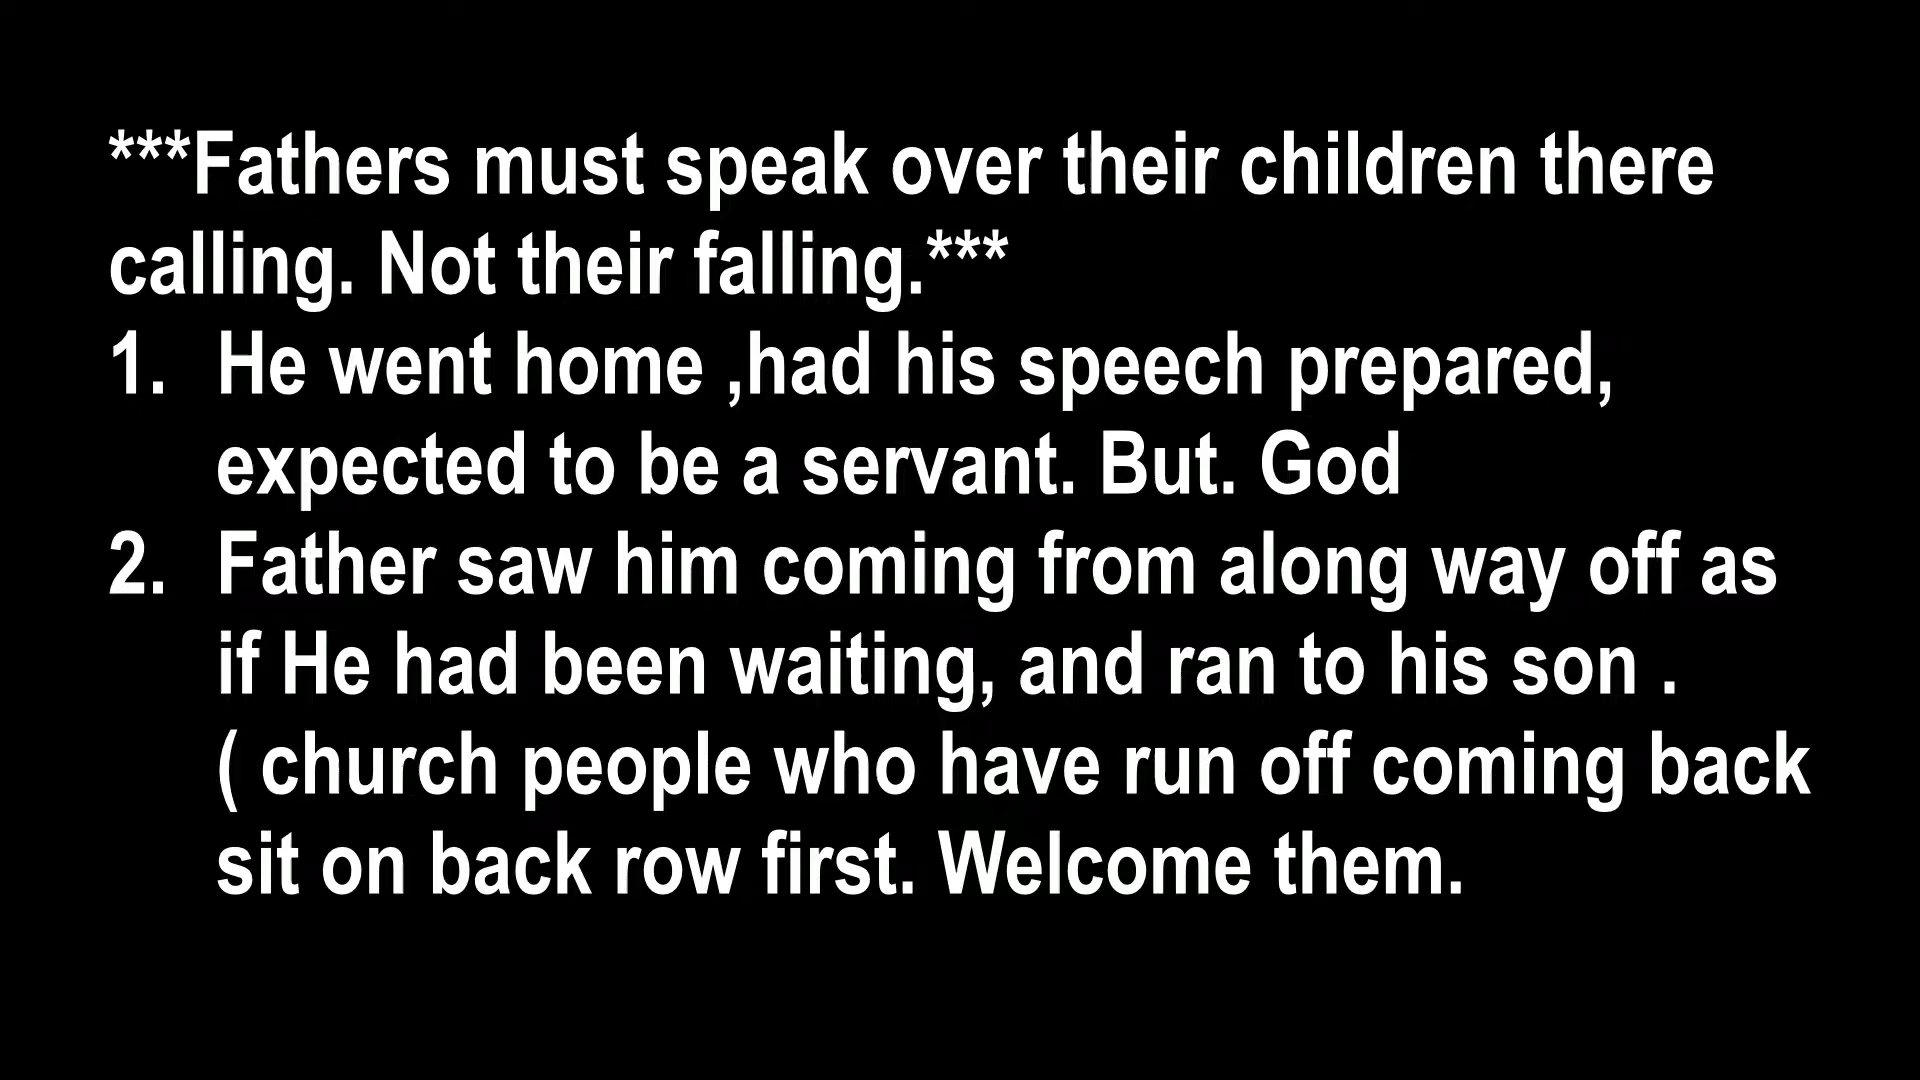 ***Fathers must speak over their children there
calling. Not their falling.***
1. He went home ,had his speech prepared,
expected to be a servant. But. God
2. Father saw him coming from along way off as
if He had been waiting, and ran to his son .
( church people who have run off coming back
sit on back row first. Welcome them.